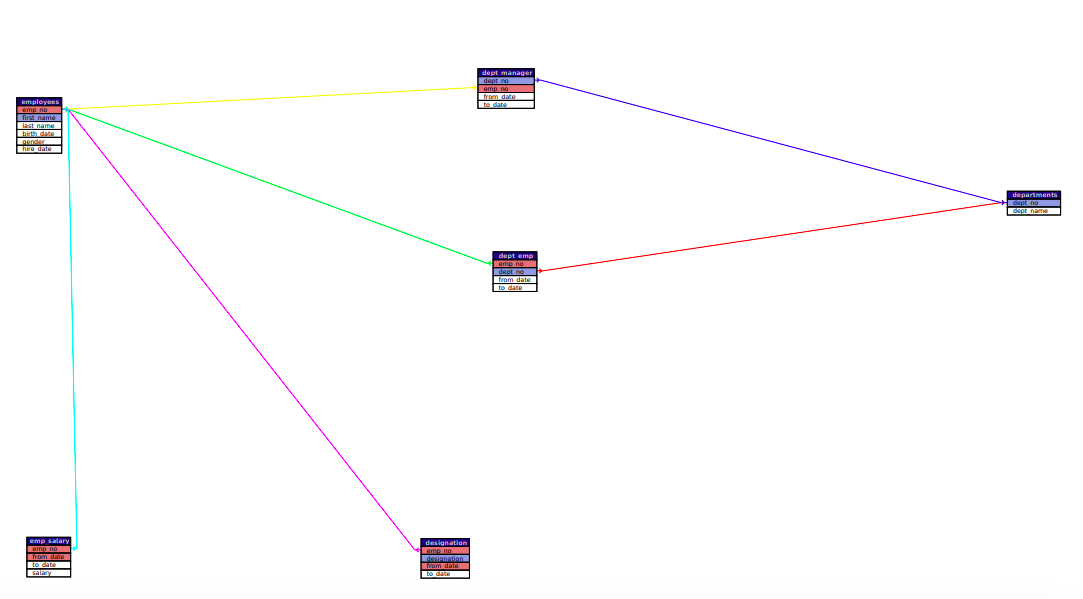 employees
emp_no
first_name
last_name
birth_date
gender
hire_date
dept_manager
dept_no
emp_no
from_date
to_date
departments
dept_no
dept_name
dept_emp
emp_no
dept_no
from_date
to_date
emp_salary
emp_no
from_date
to_date
salary
designation
emp_no
designation
from_date
to_date